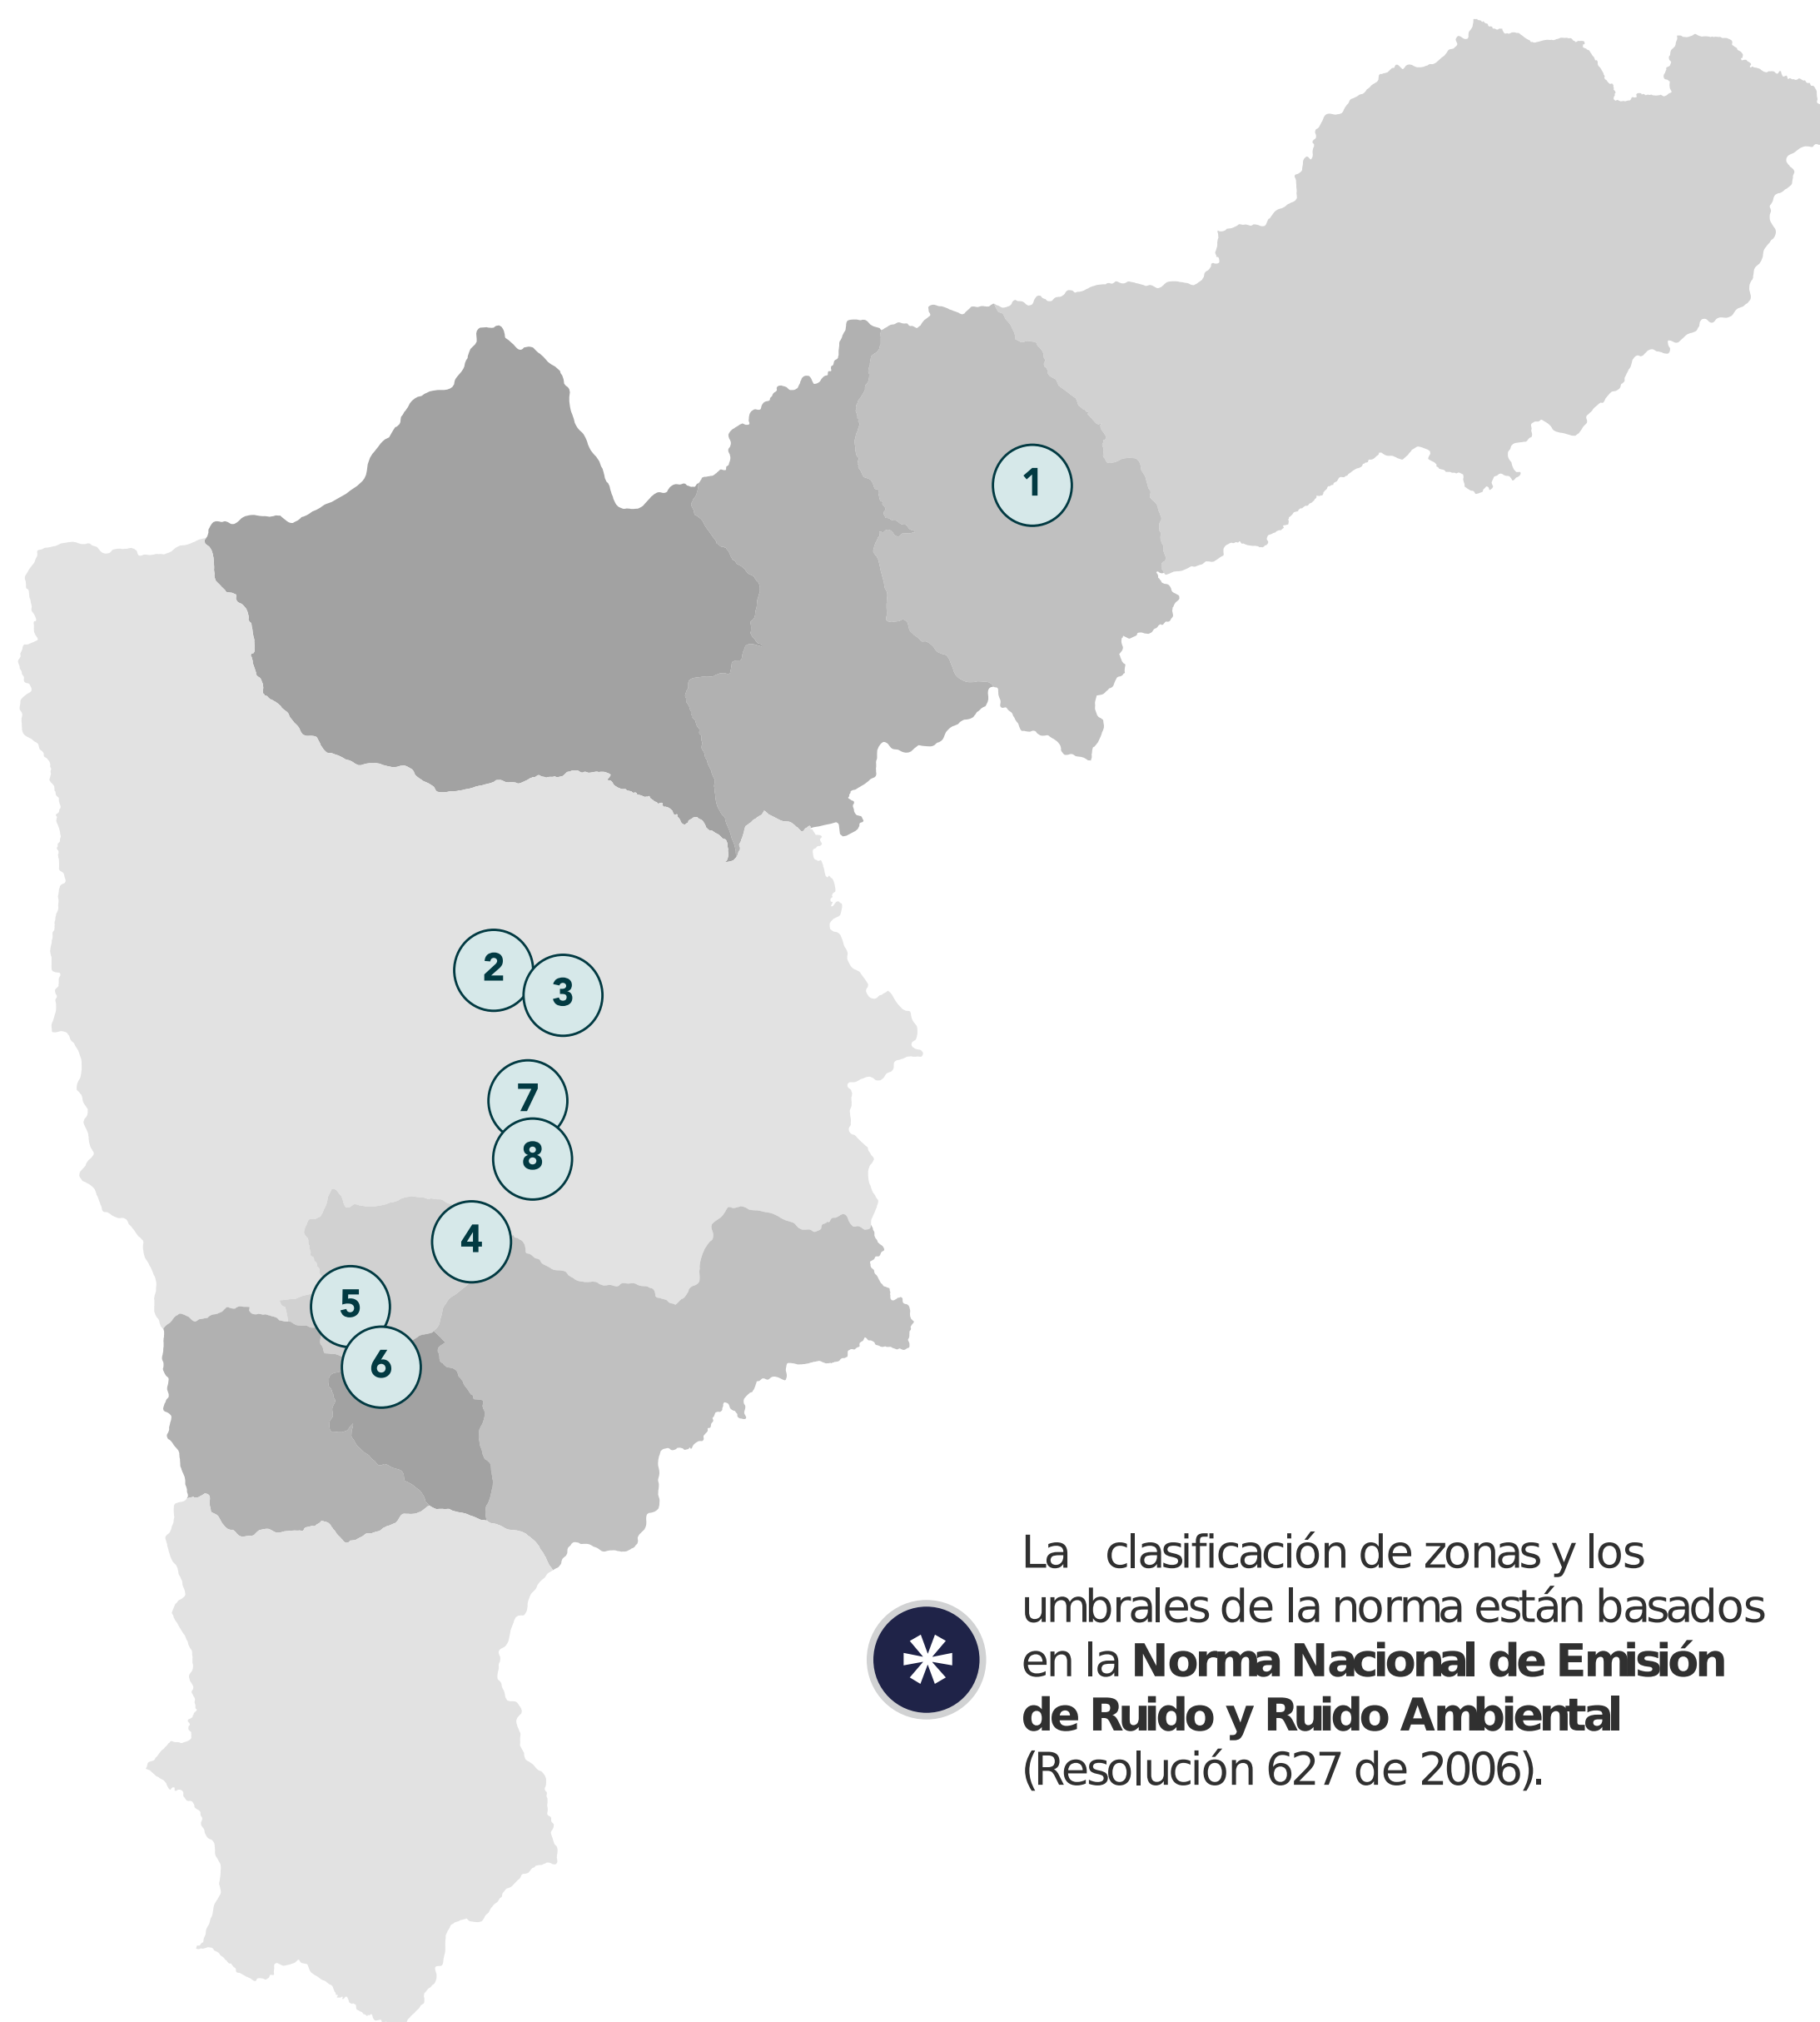 1
2
3
7
8
4
5
6
La clasificación de zonas y los
umbrales de la norma están basados
en la Norma Nacional de Emisión
de Ruido y Ruido Ambiental
(Resolución 627 de 2006).